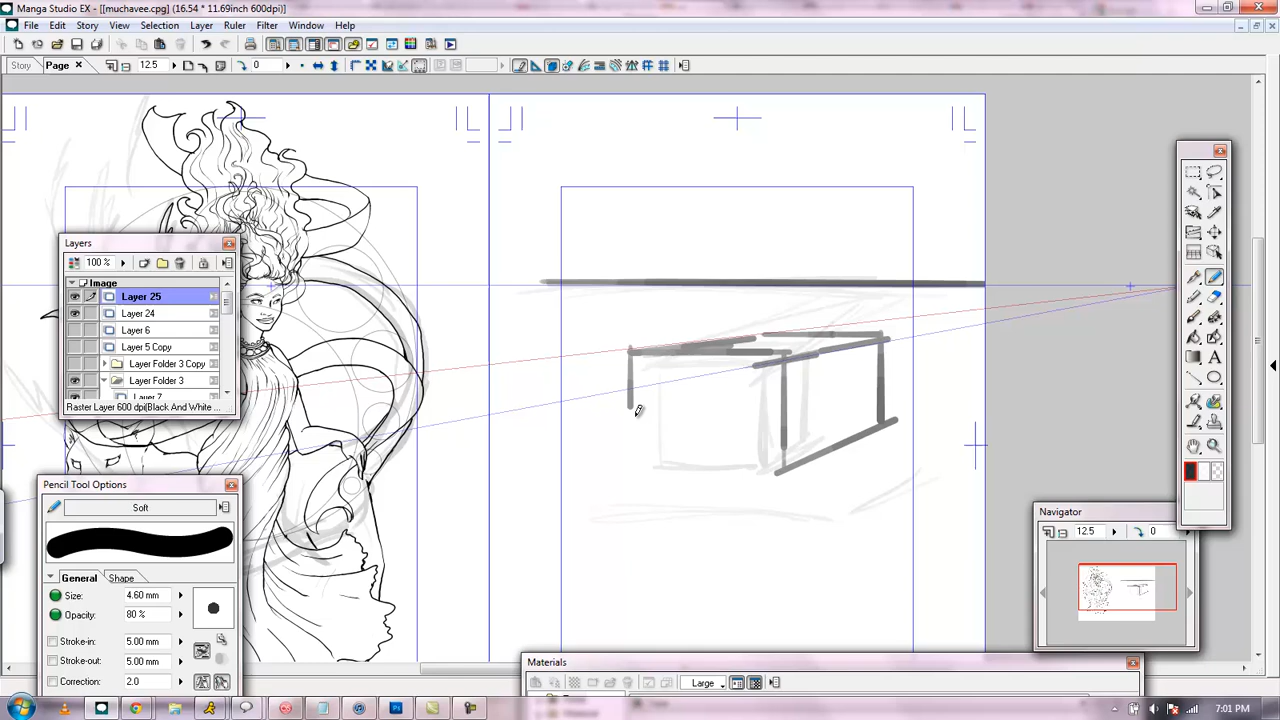 Manga Studio EX - [[muchavee.cpg] (16.54 * 11.69inch 600dpi)]
File Edit Story View Selection Layer Ruler Filter Window Help
Story Page 12.5 0
Layers
100 %
Image
Layer 25
Layer 24
Layer 6
Layer 5 Copy
Layer Folder 3 Copy
Layer Folder 3
Layer 7
Raster Layer 600 dpi(Black And White ...
Pencil Tool Options
Soft
General Shape
Size: 4.60 mm
Opacity: 80 %
Stroke-in: 5.00 mm
Stroke-out: 5.00 mm
Correction: 2.0
Navigator
12.5 0
Materials
Large
7:01 PM